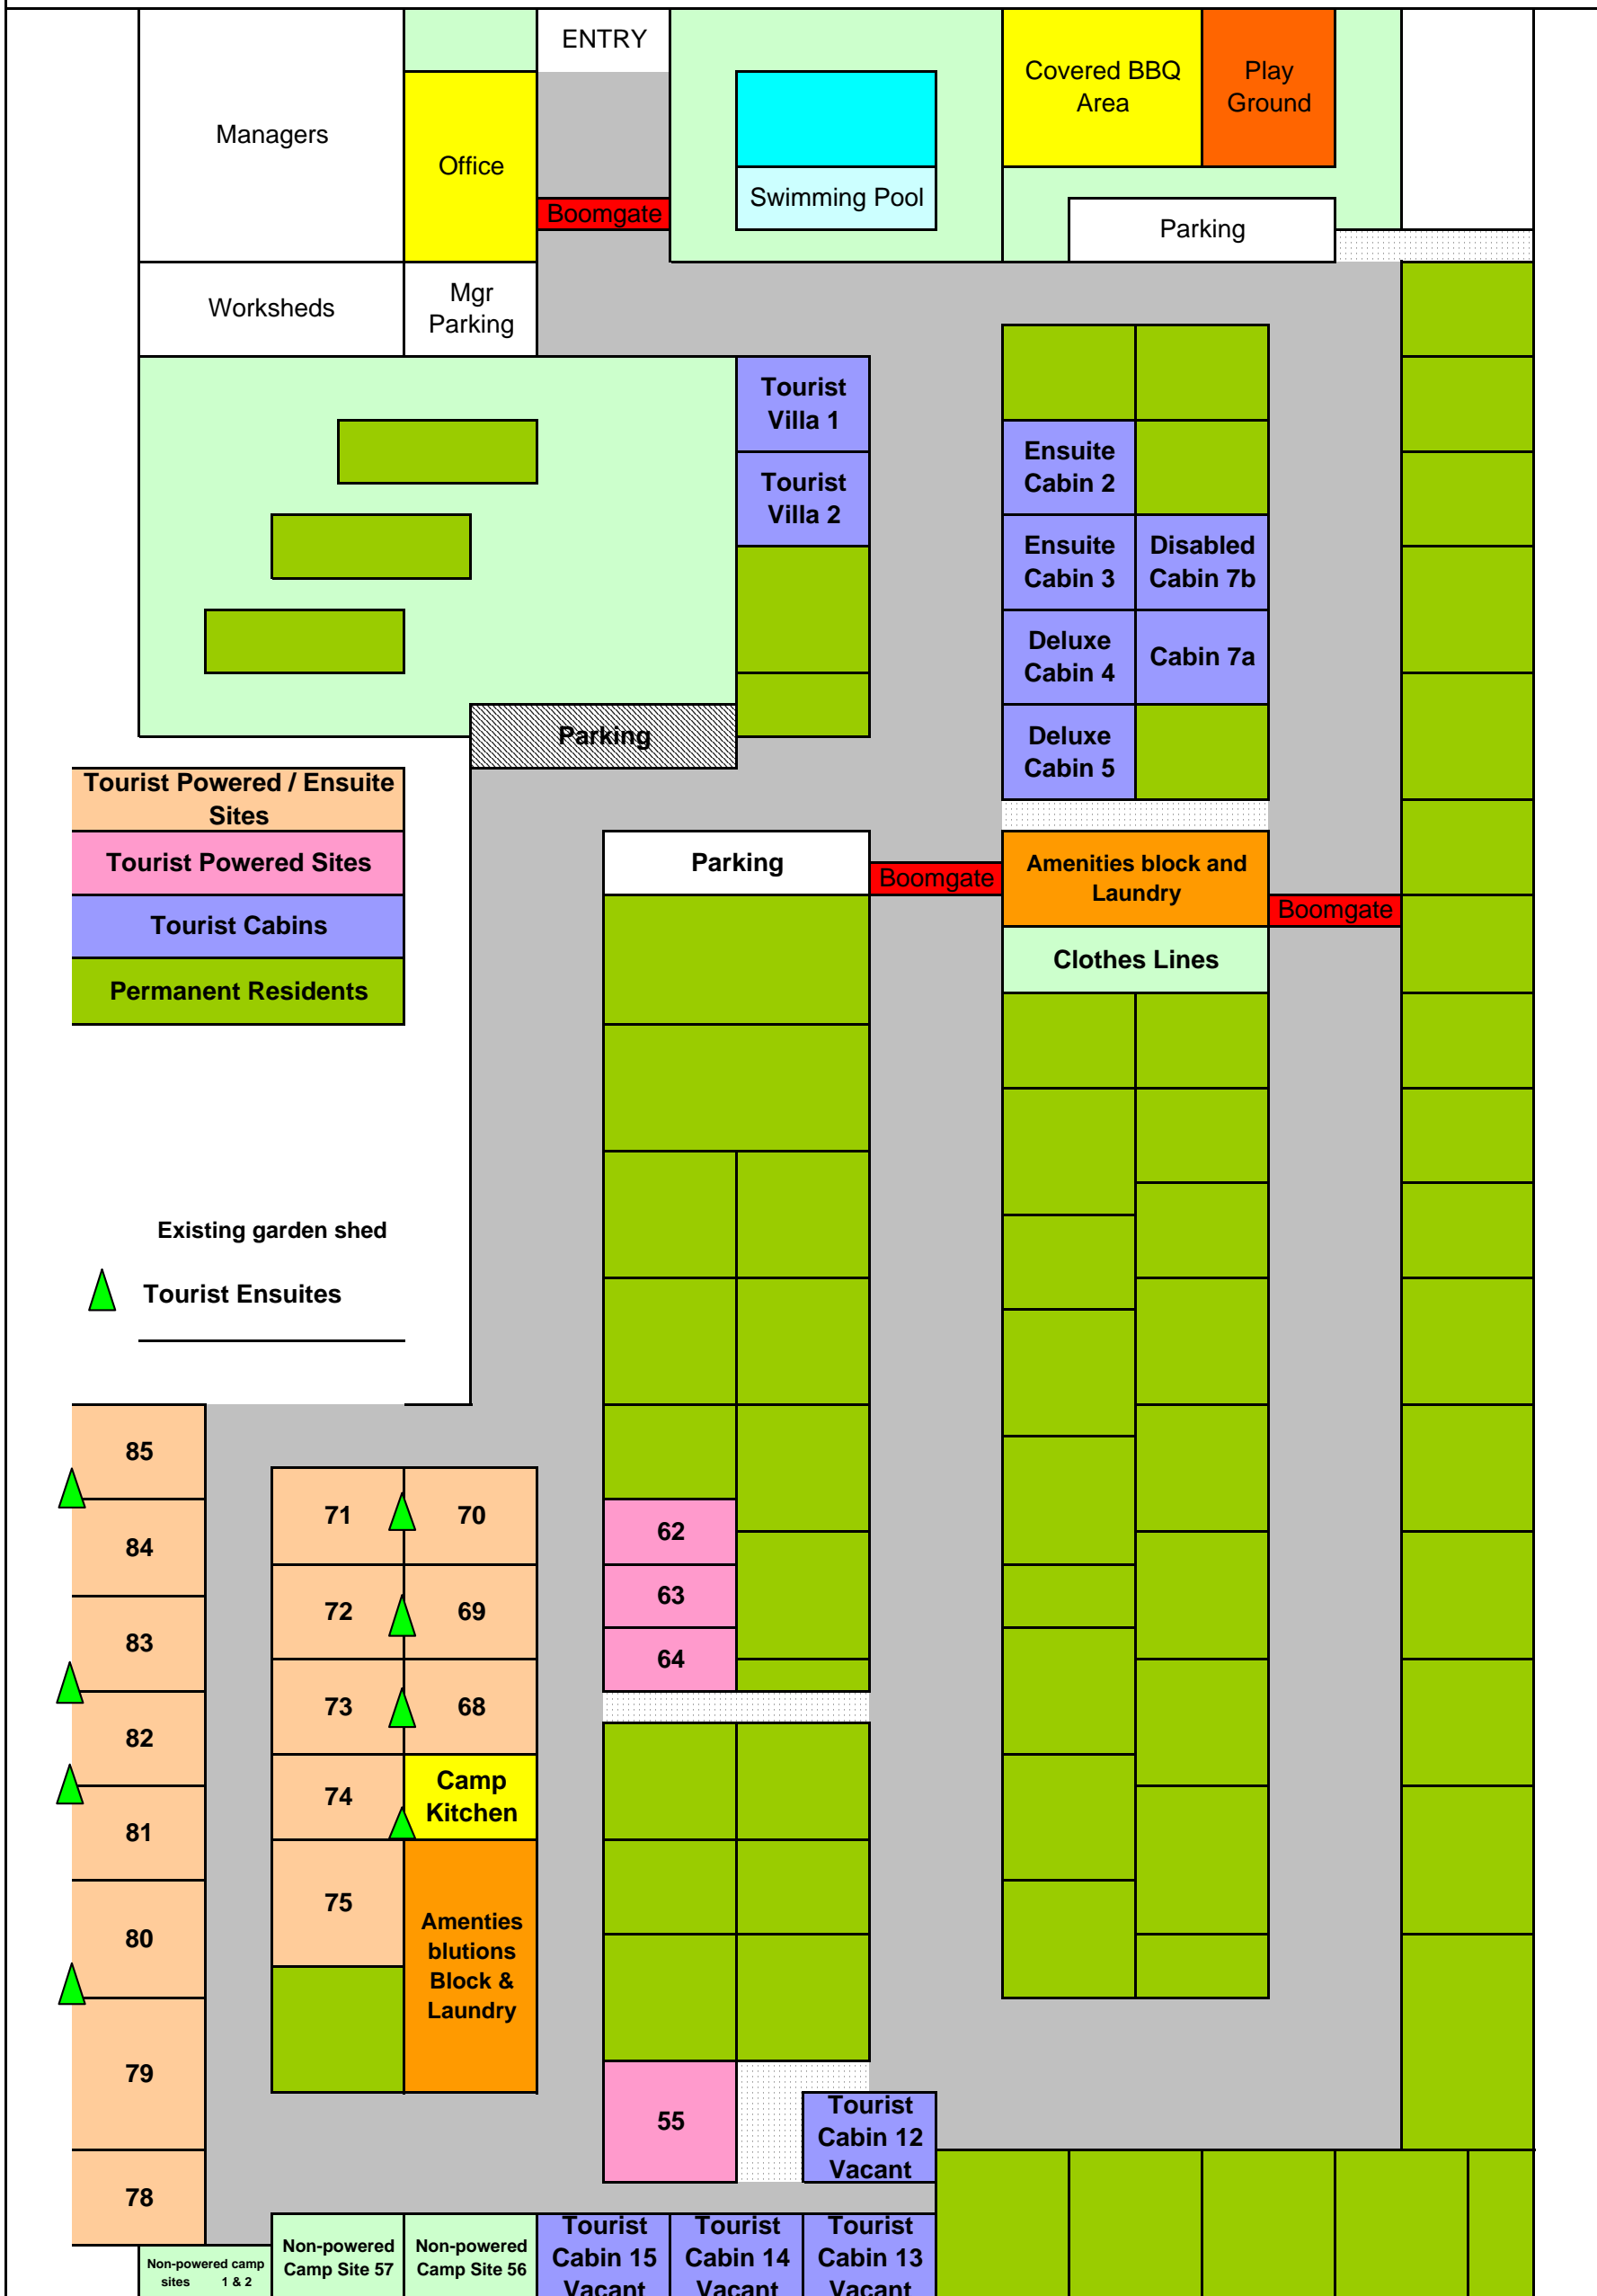 ENTRY
Covered BBQ
Area
Play
Ground
Managers
Office
Swimming Pool
Boomgate
Parking
Worksheds
Mgr
Parking
Tourist
Villa 1
Tourist
Villa 2
Ensuite
Cabin 2
Ensuite
Cabin 3
Disabled
Cabin 7b
Deluxe
Cabin 4
Cabin 7a
Deluxe
Cabin 5
Parking
Tourist Powered / Ensuite
Sites
Tourist Powered Sites
Tourist Cabins
Permanent Residents
Parking
Boomgate
Amenities block and
Laundry
Boomgate
Clothes Lines
Existing garden shed
Tourist Ensuites
85
84
83
82
81
80
79
78
71
70
72
69
73
68
74
Camp
Kitchen
75
Amenties
blutions
Block &
Laundry
62
63
64
55
Tourist
Cabin 12
Vacant
Non-powered camp
sites 1 & 2
Non-powered
Camp Site 57
Non-powered
Camp Site 56
Tourist
Cabin 15
Vacant
Tourist
Cabin 14
Vacant
Tourist
Cabin 13
Vacant